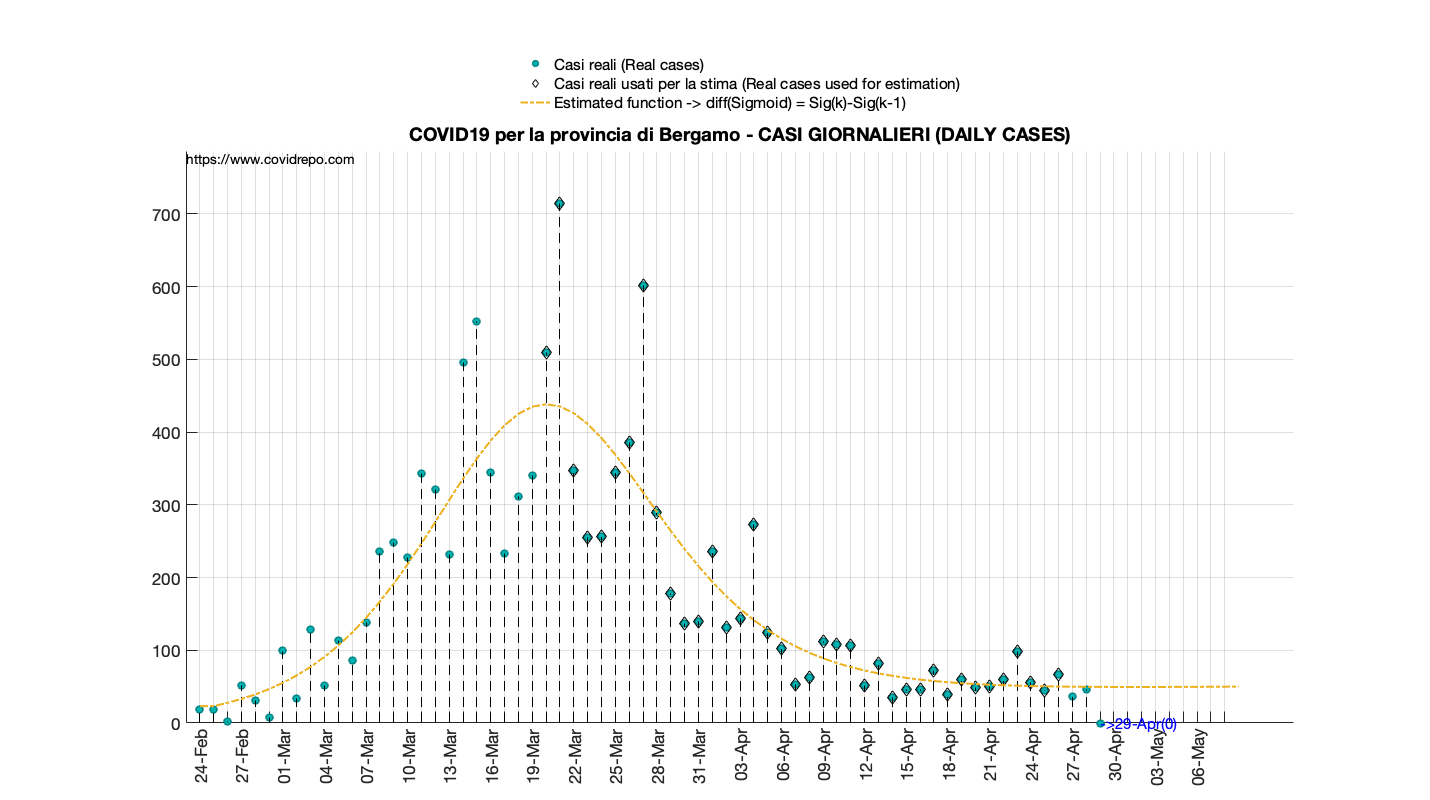 Casi reali (Real cases)
Casi reali usati per la stima (Real cases used for estimation)
Estimated function -> diff(Sigmoid) = Sig(k)-Sig(k-1)
COVID19 per la provincia di Bergamo - CASI GIORNALIERI (DAILY CASES)
https://www.covidrepo.com
700
600
500
400
300
200
100
0
->29-Apr(0)
24-Feb
27-Feb
01-Mar
04-Mar
07-Mar
10-Mar
13-Mar
16-Mar
19-Mar
22-Mar
25-Mar
28-Mar
31-Mar
03-Apr
06-Apr
09-Apr
12-Apr
15-Apr
18-Apr
21-Apr
24-Apr
27-Apr
30-Apr
03-May
06-May